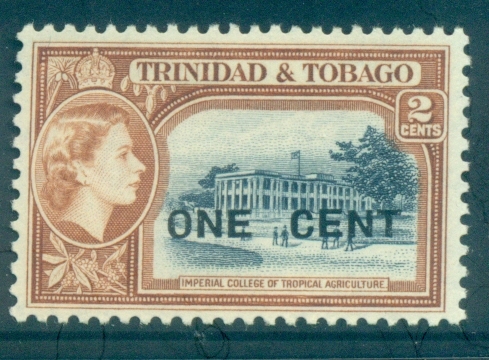 TRINIDAD & TOBAGO
2
CENTS
ONE CENT
IMPERIAL COLLEGE OF TROPICAL AGRICULTURE